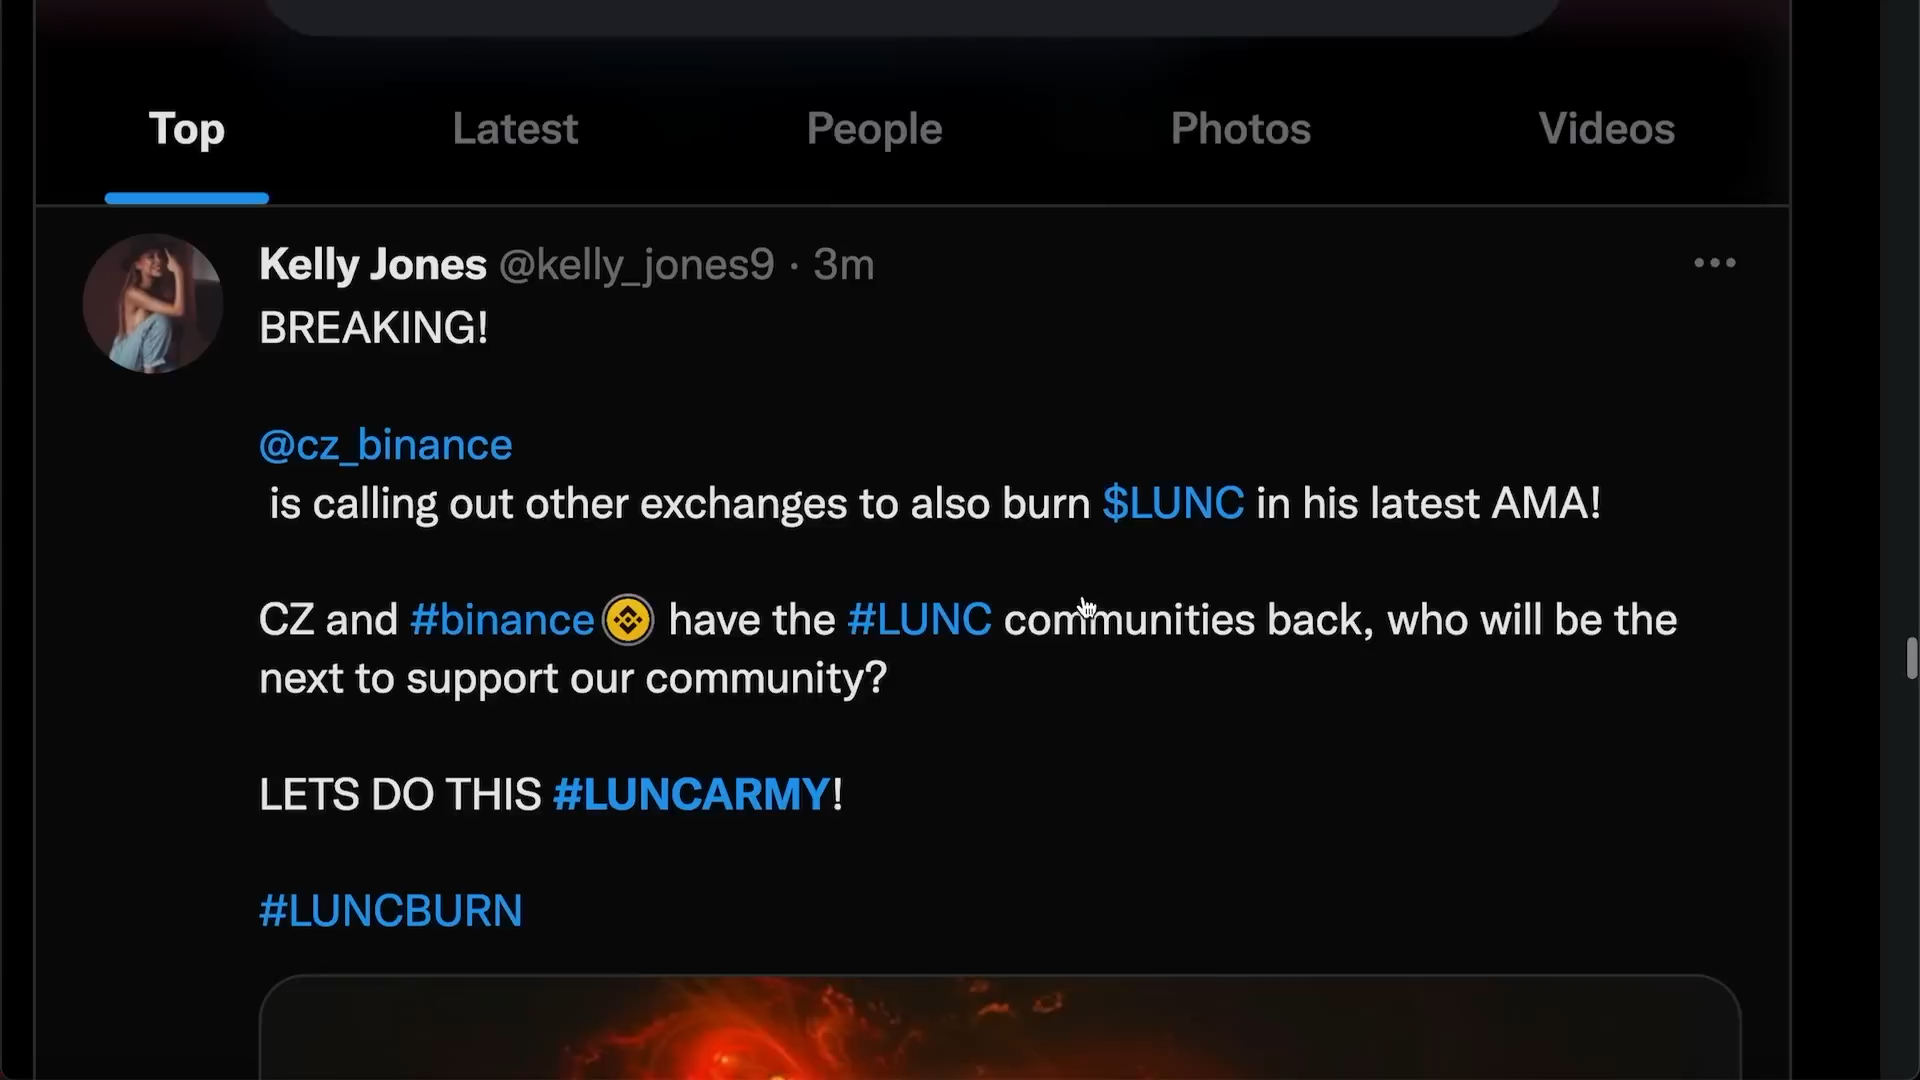 Top Latest People Photos Videos
Kelly Jones @kelly_jones9 · 3m
BREAKING!
@cz_binance
is calling out other exchanges to also burn $LUNC in his latest AMA!
CZ and #binance have the #LUNC communities back, who will be the
next to support our community?
LETS DO THIS #LUNCARMY!
#LUNCBURN